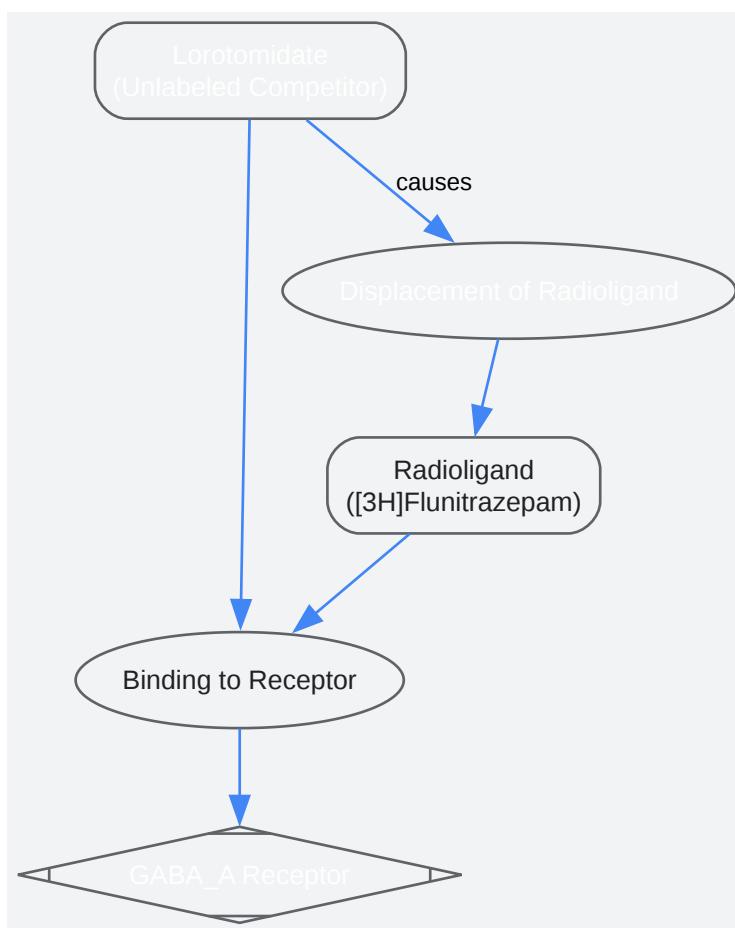 Lorotomidate
(Unlabeled Competitor)
causes
Displacement of Radioligand
Radioligand
([3H]Flunitrazepam)
Binding to Receptor
GABA_A Receptor